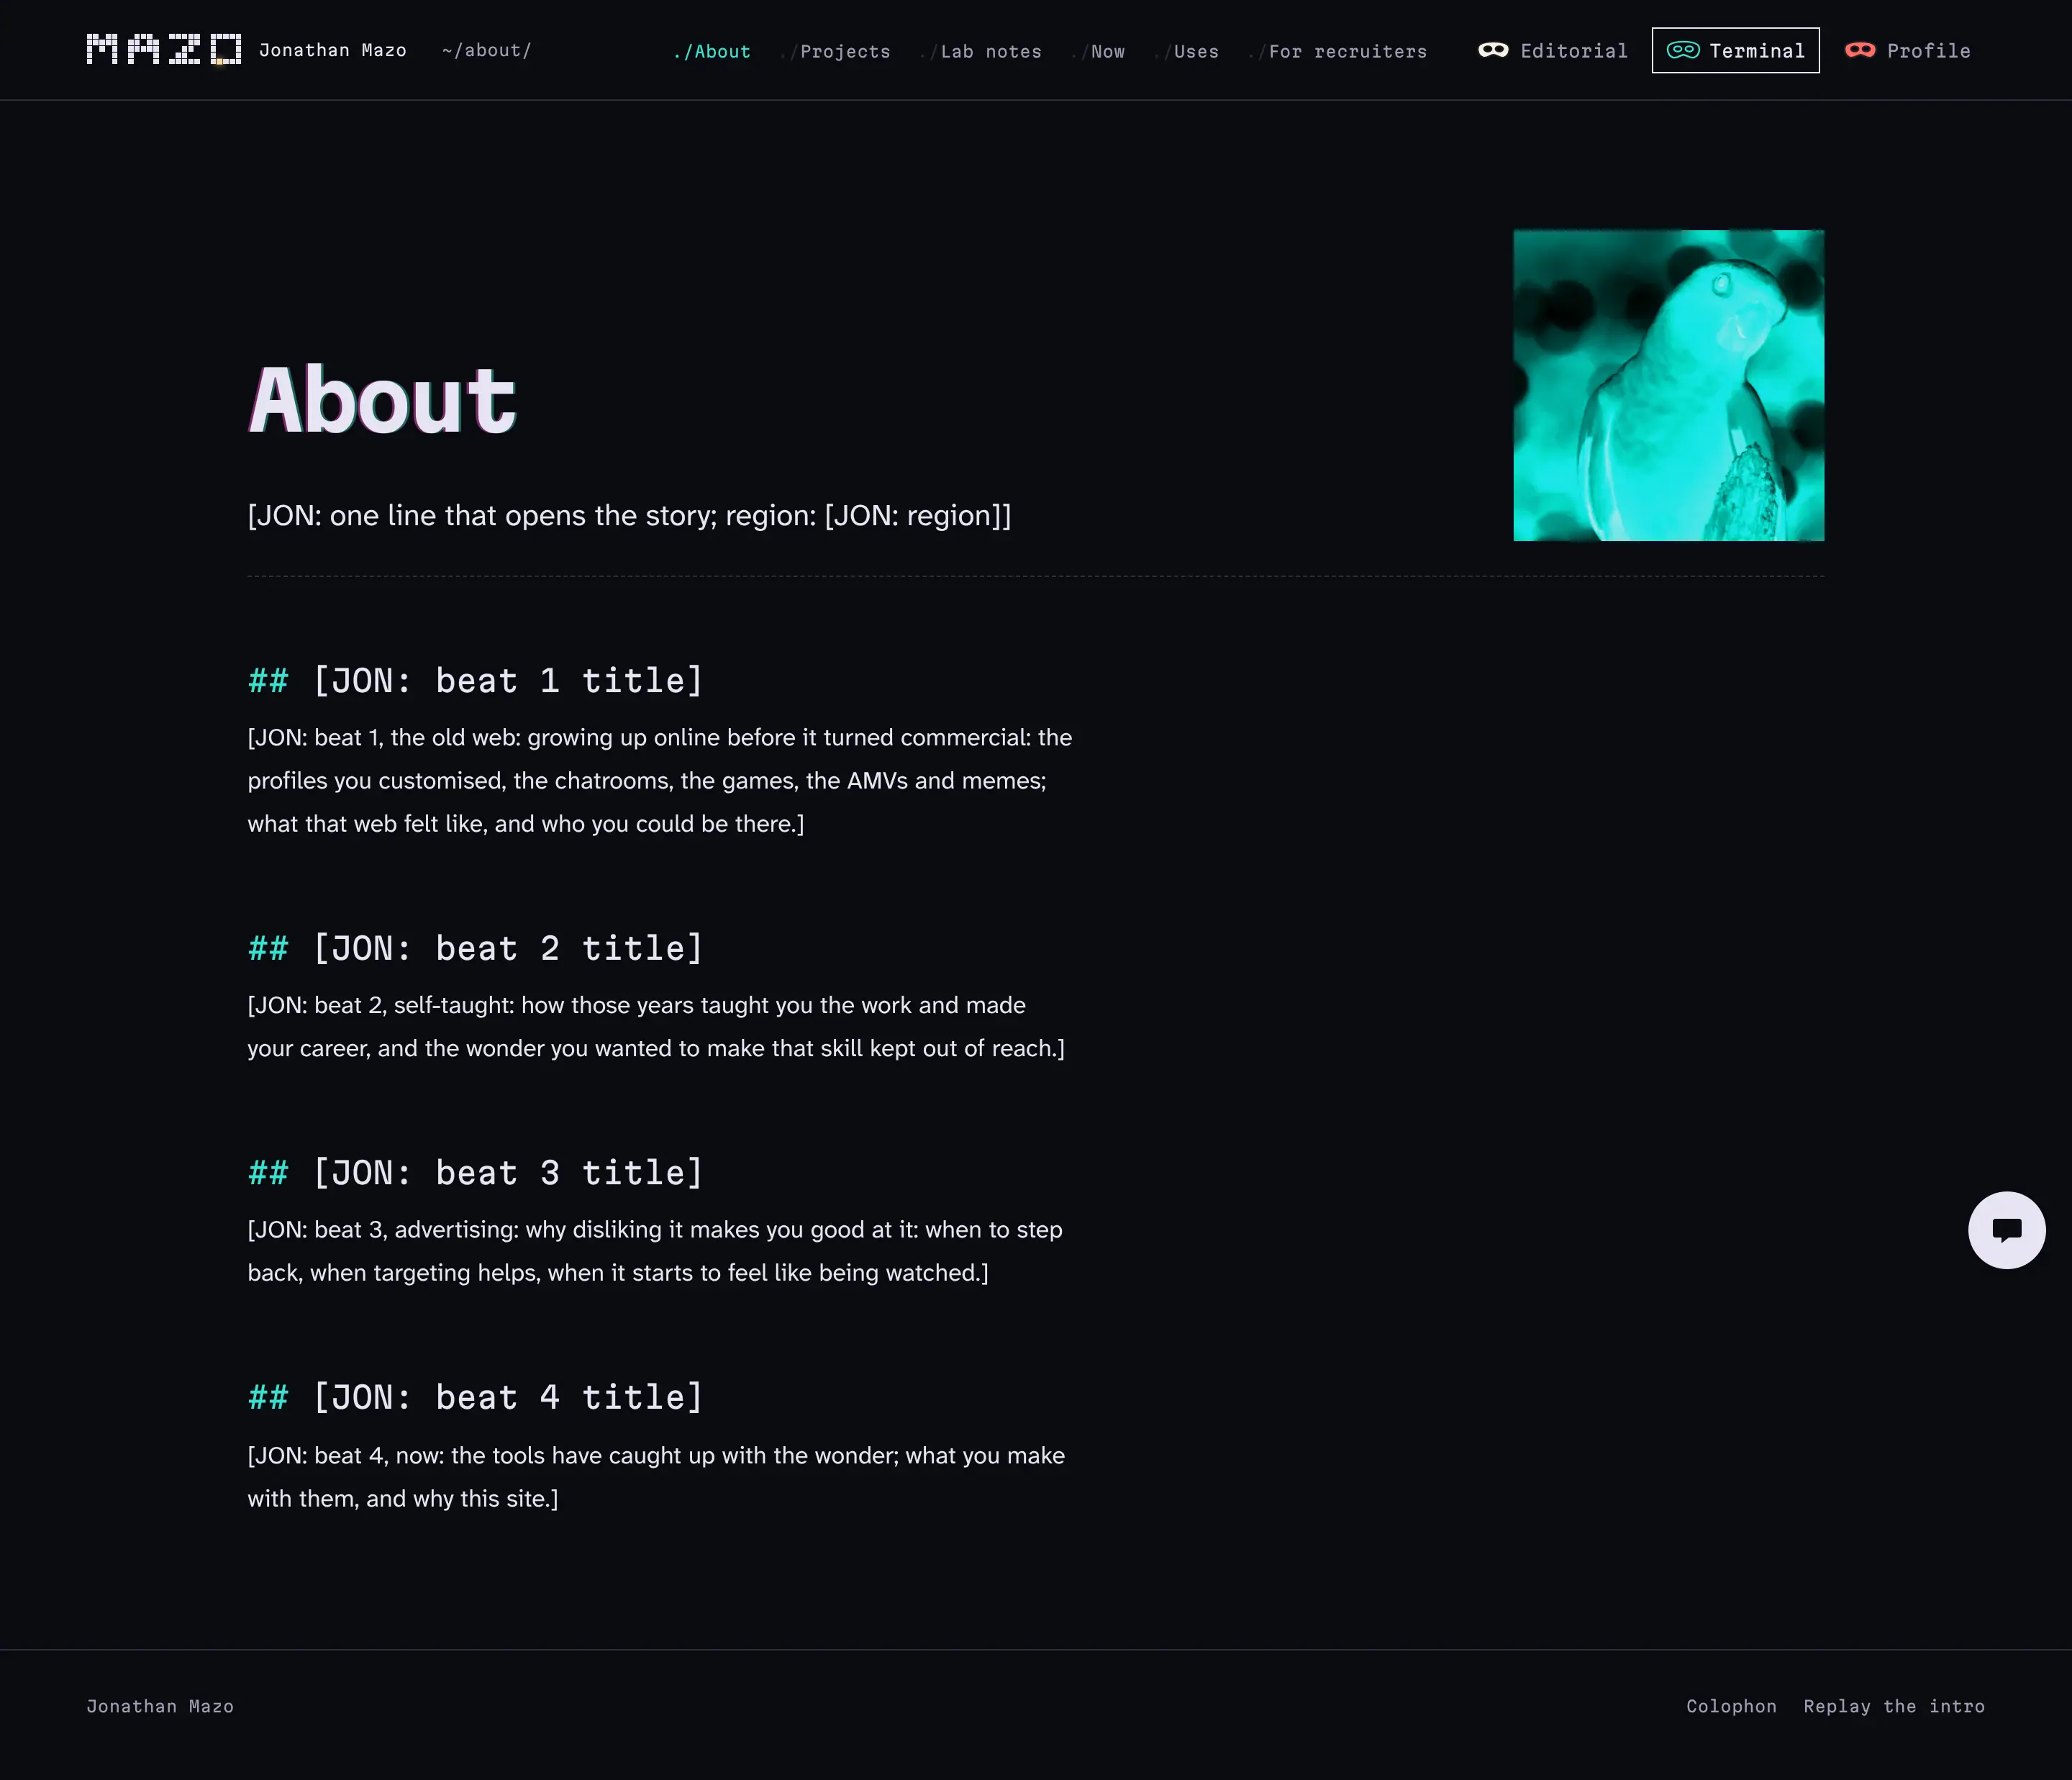 MAZO Jonathan Mazo ~/about/ ./About ./Projects ./Lab notes ./Now ./Uses ./For recruiters Editorial Terminal Profile
About
[JON: one line that opens the story; region: [JON: region]]
## [JON: beat 1 title]
[JON: beat 1, the old web: growing up online before it turned commercial: the
profiles you customised, the chatrooms, the games, the AMVs and memes;
what that web felt like, and who you could be there.]
## [JON: beat 2 title]
[JON: beat 2, self-taught: how those years taught you the work and made
your career, and the wonder you wanted to make that skill kept out of reach.]
## [JON: beat 3 title]
[JON: beat 3, advertising: why disliking it makes you good at it: when to step
back, when targeting helps, when it starts to feel like being watched.]
## [JON: beat 4 title]
[JON: beat 4, now: the tools have caught up with the wonder; what you make
with them, and why this site.]
Jonathan Mazo Colophon Replay the intro